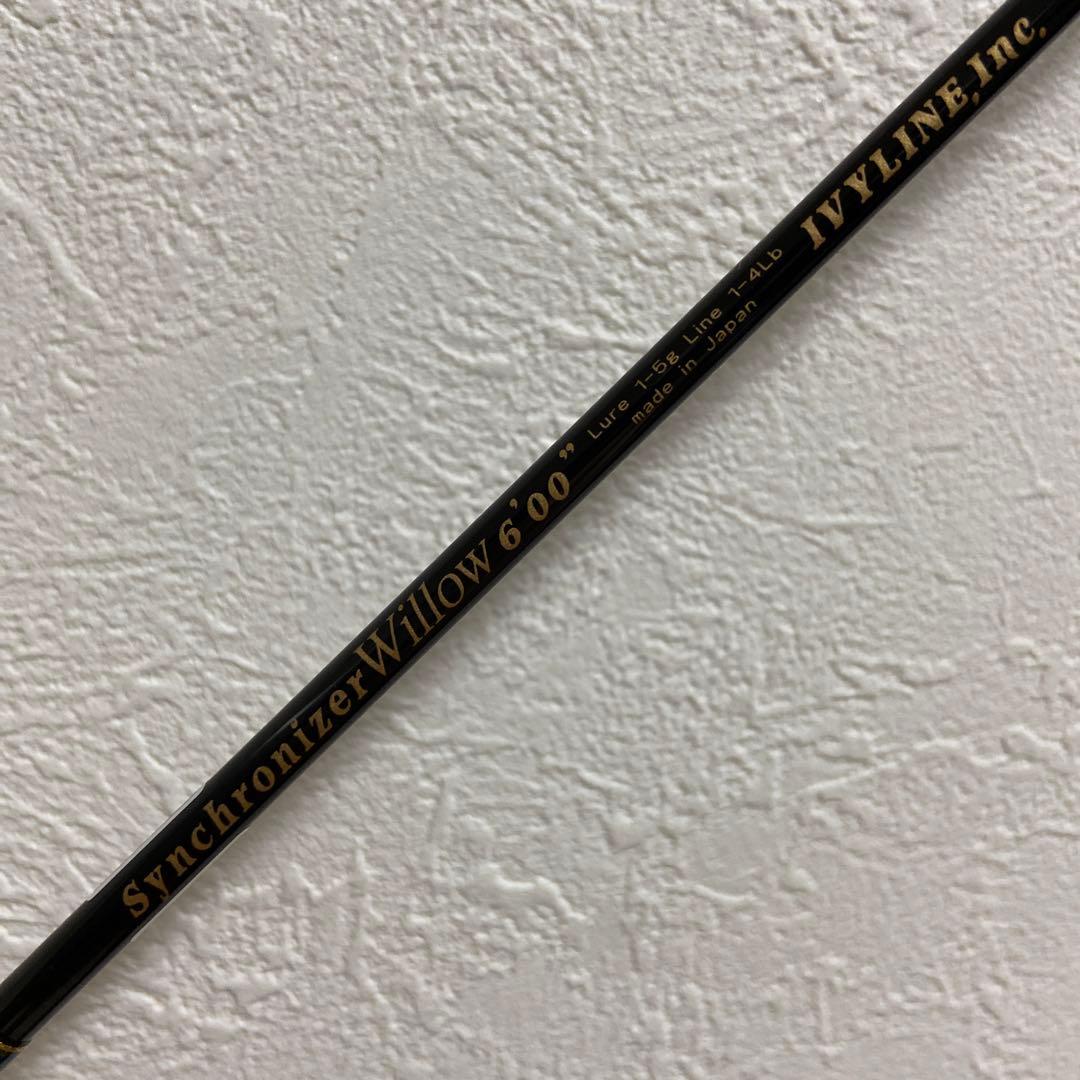 Synchronizer Willow 6'00"
Lure 1-5g Line 1-4Lb
made in Japan
IVYLINE,Inc.